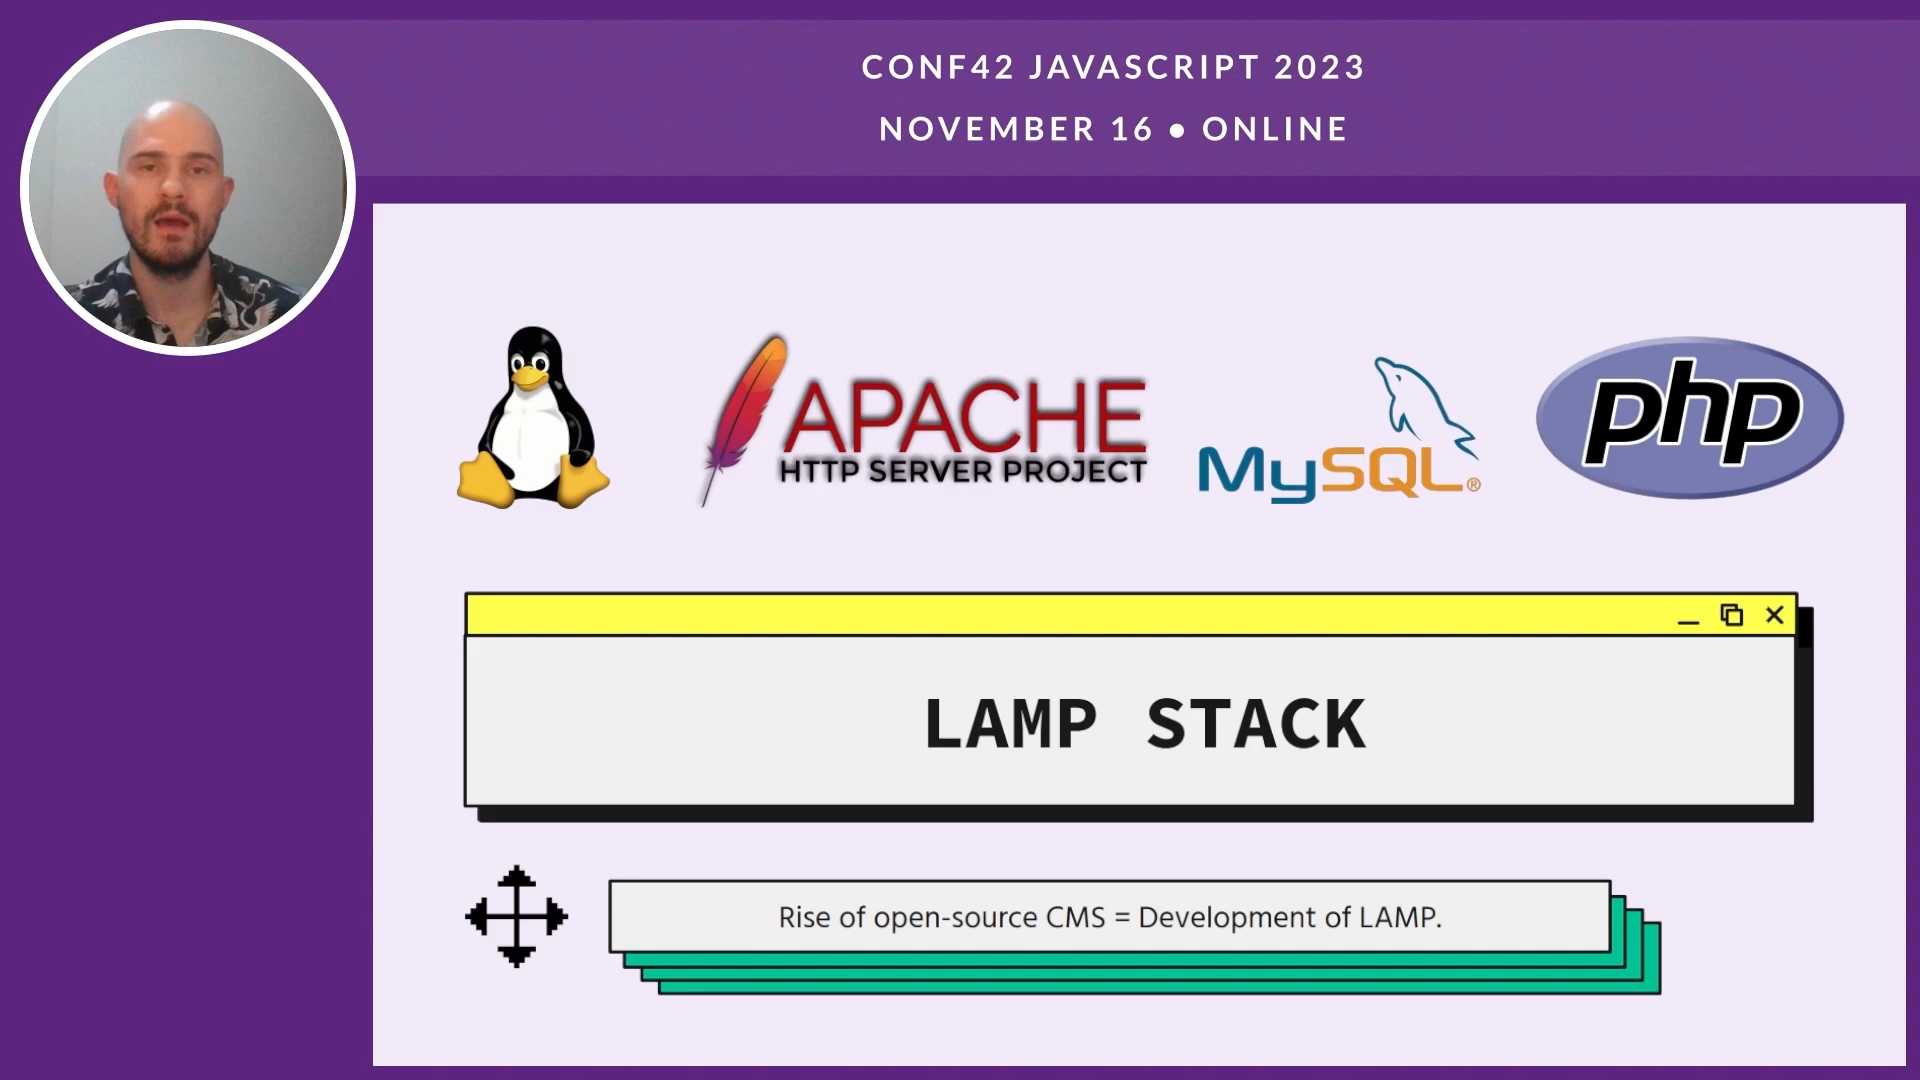 CONF42 JAVASCRIPT 2023
NOVEMBER 16 • ONLINE
APACHE
HTTP SERVER PROJECT
MySQL®
php
LAMP STACK
Rise of open-source CMS = Development of LAMP.